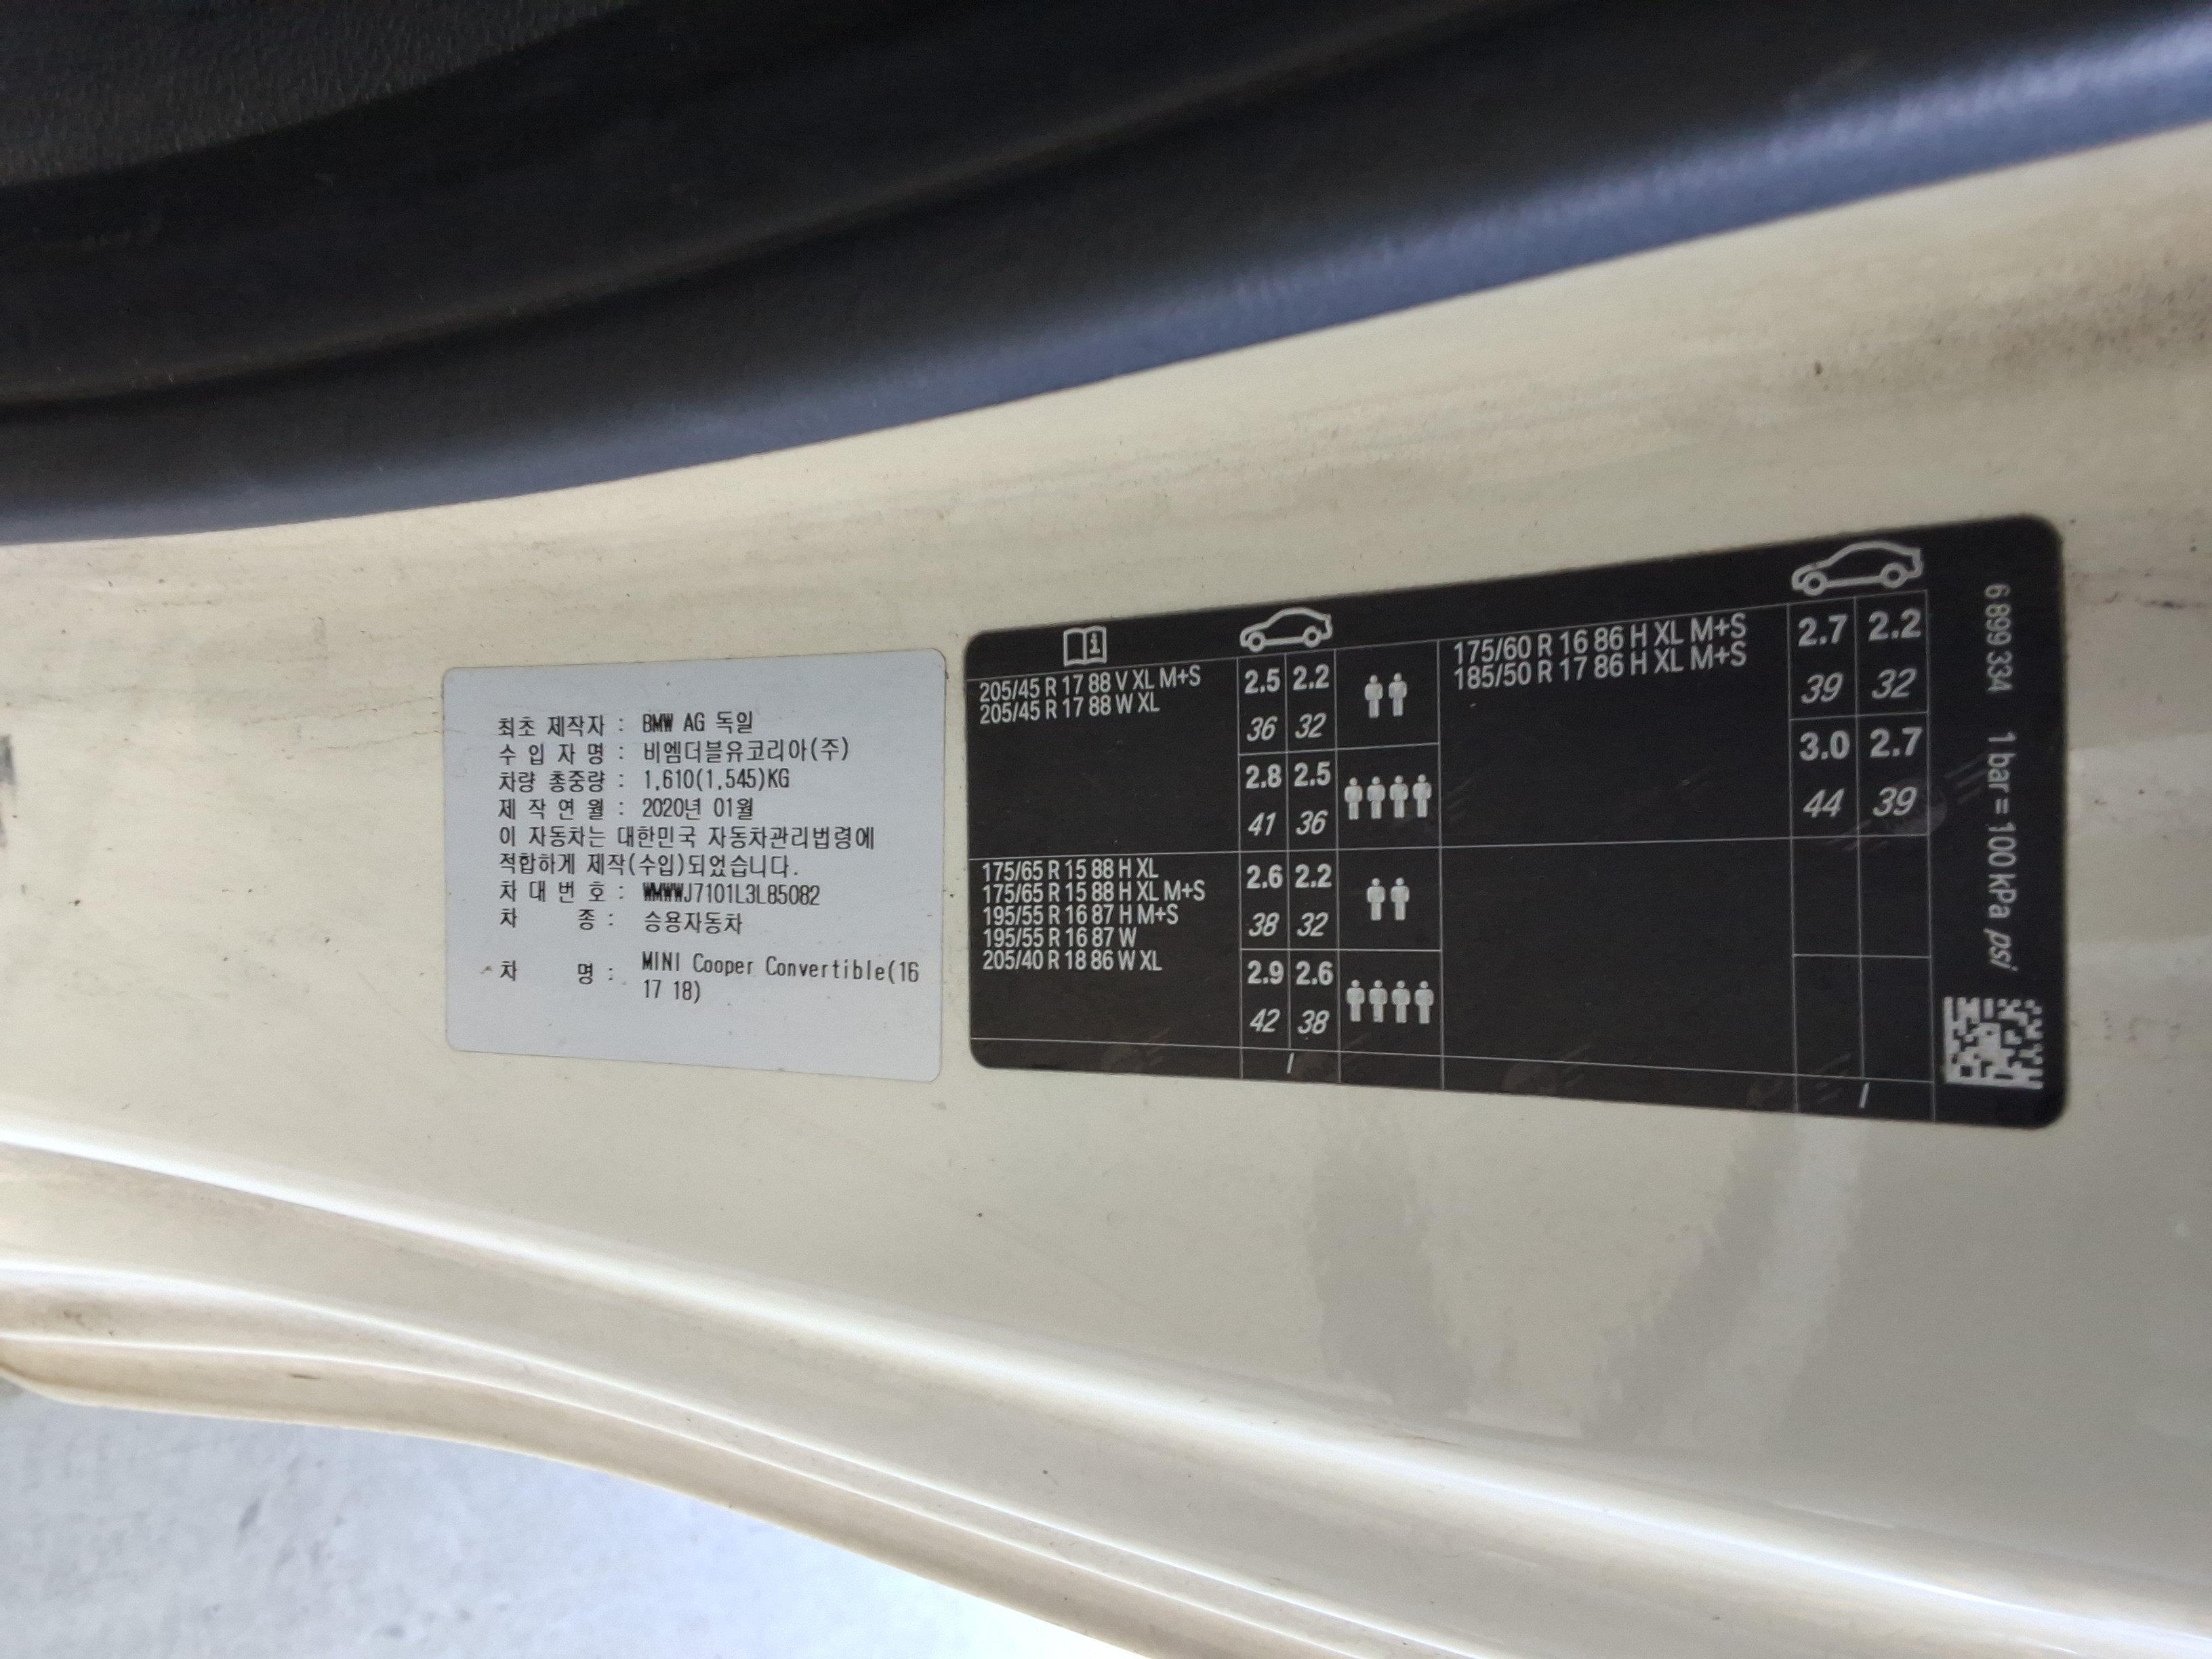 최초 제작자 : BMW AG 독일
수 입 자 명 : 비엠더블유코리아(주)
차량 총중량 : 1,610(1,545)KG
제 작 연 월 : 2020년 01월
이 자동차는 대한민국 자동차관리법령에
적합하게 제작(수입)되었습니다.
차 대 번 호 : WMWWJ7101L3L85082
차 종 : 승용자동차
차 명 : MINI Cooper Convertible(16
17 18)
205/45 R 17 88 V XL M+S
205/45 R 17 88 W XL
2.5 2.2
36 32
2.8 2.5
41 36
175/65 R 15 88 H XL
175/65 R 15 88 H XL M+S
195/55 R 16 87 H M+S
195/55 R 16 87 W
205/40 R 18 86 W XL
2.6 2.2
38 32
2.9 2.6
42 38
/
175/60 R 16 86 H XL M+S
185/50 R 17 86 H XL M+S
2.7 2.2
39 32
3.0 2.7
44 39
/
6 899 334 1 bar = 100 kPa psi